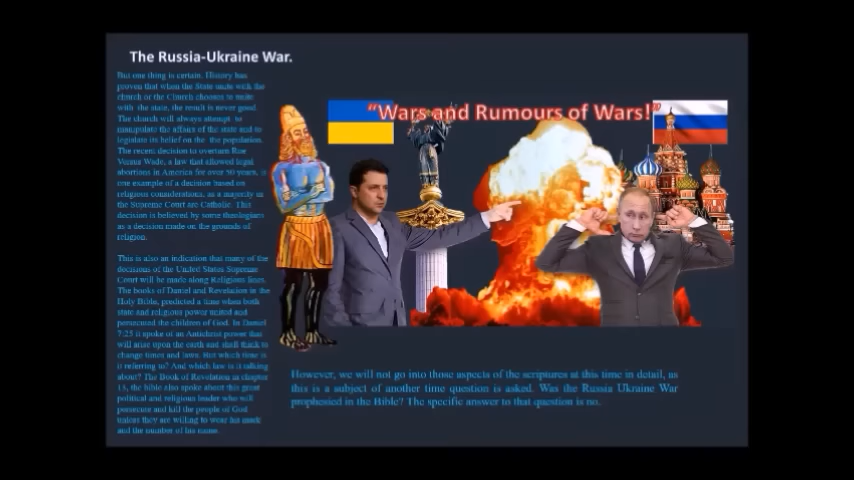 The Russia-Ukraine War.
But one thing is certain. History has
proven that when the State unite with the
church or the Church chooses to unite
with the state, the result is never good.
The church will always attempt to
manipulate the affairs of the state and to
legislate its belief on the the population.
The recent decision to overturn Roe
Versus Wade, a law that allowed legal
abortions in America for over 50 years, is
one example of a decision based on
religious considerations, as a majority in
the Supreme Court are Catholic. This
decision is believed by some theologians
as a decision made on the grounds of
religion.
This is also an indication that many of the
decisions of the United States Supreme
Court will be made along Religious lines.
The books of Daniel and Revelation in the
Holy Bible, predicted a time when both
state and religious power united and
persecuted the children of God. In Daniel
7:25 it spoke of an Antichrist power that
will arise upon the earth and shall think to
change times and laws. But which time is
it referring to? And which law is it talking
about? The Book of Revelation in chapter
13, the bible also spoke about this great
political and religious leader who will
persecute and kill the people of God
unless they are willing to wear his mark
and the number of his name.
"Wars and Rumours of Wars!"
However, we will not go into those aspects of the scriptures at this time in detail, as
this is a subject of another time question is asked. Was the Russia Ukraine War
prophesied in the Bible? The specific answer to that question is no.